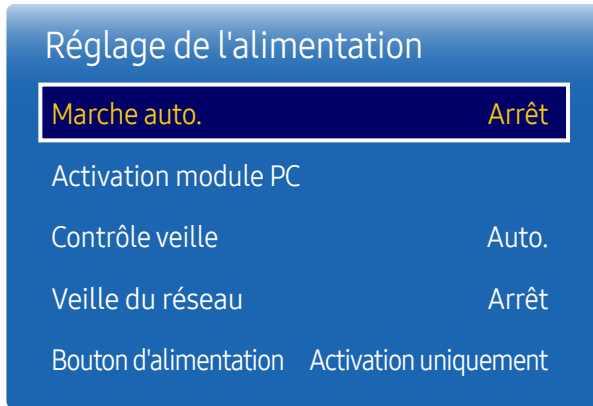 Réglage de l'alimentation
Marche auto. Arrêt
Activation module PC
Contrôle veille Auto.
Veille du réseau Arrêt
Bouton d'alimentation Activation uniquement